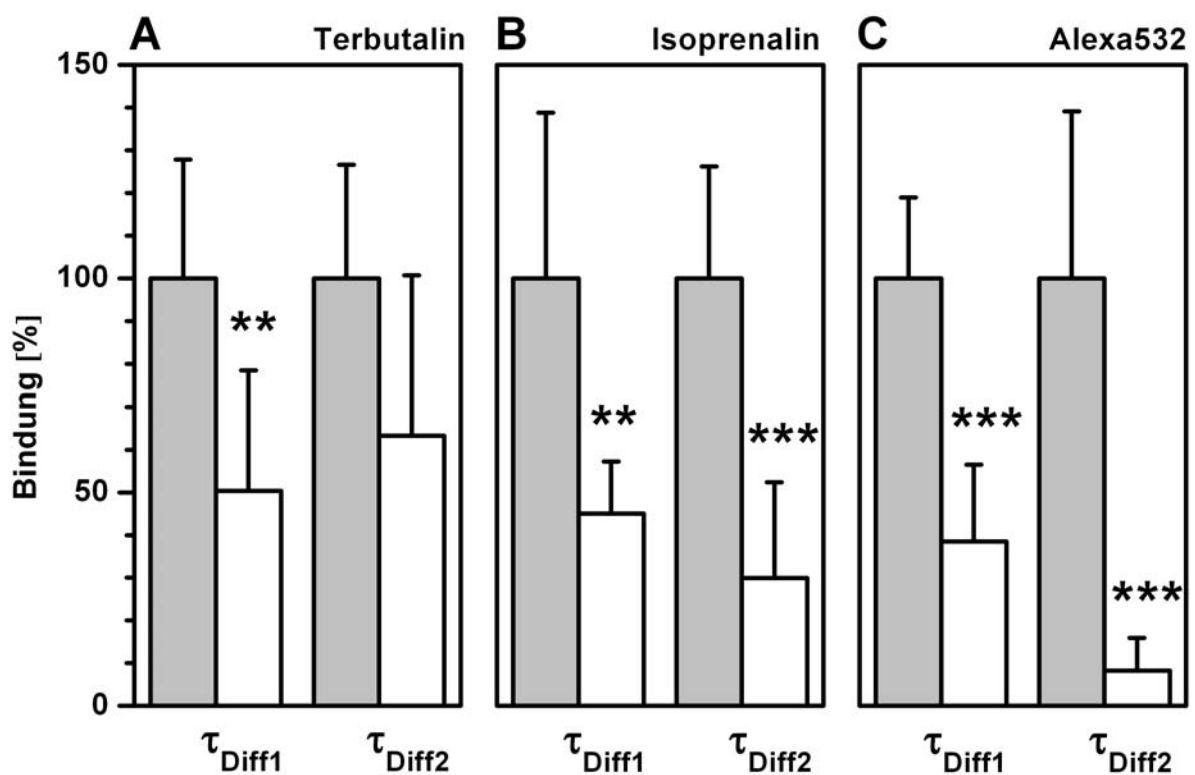 A Terbutalin
B Isoprenalin
C Alexa532
Bindung [%]
150
100
50
0
**
**
***
***
***
τDiff1
τDiff2
τDiff1
τDiff2
τDiff1
τDiff2